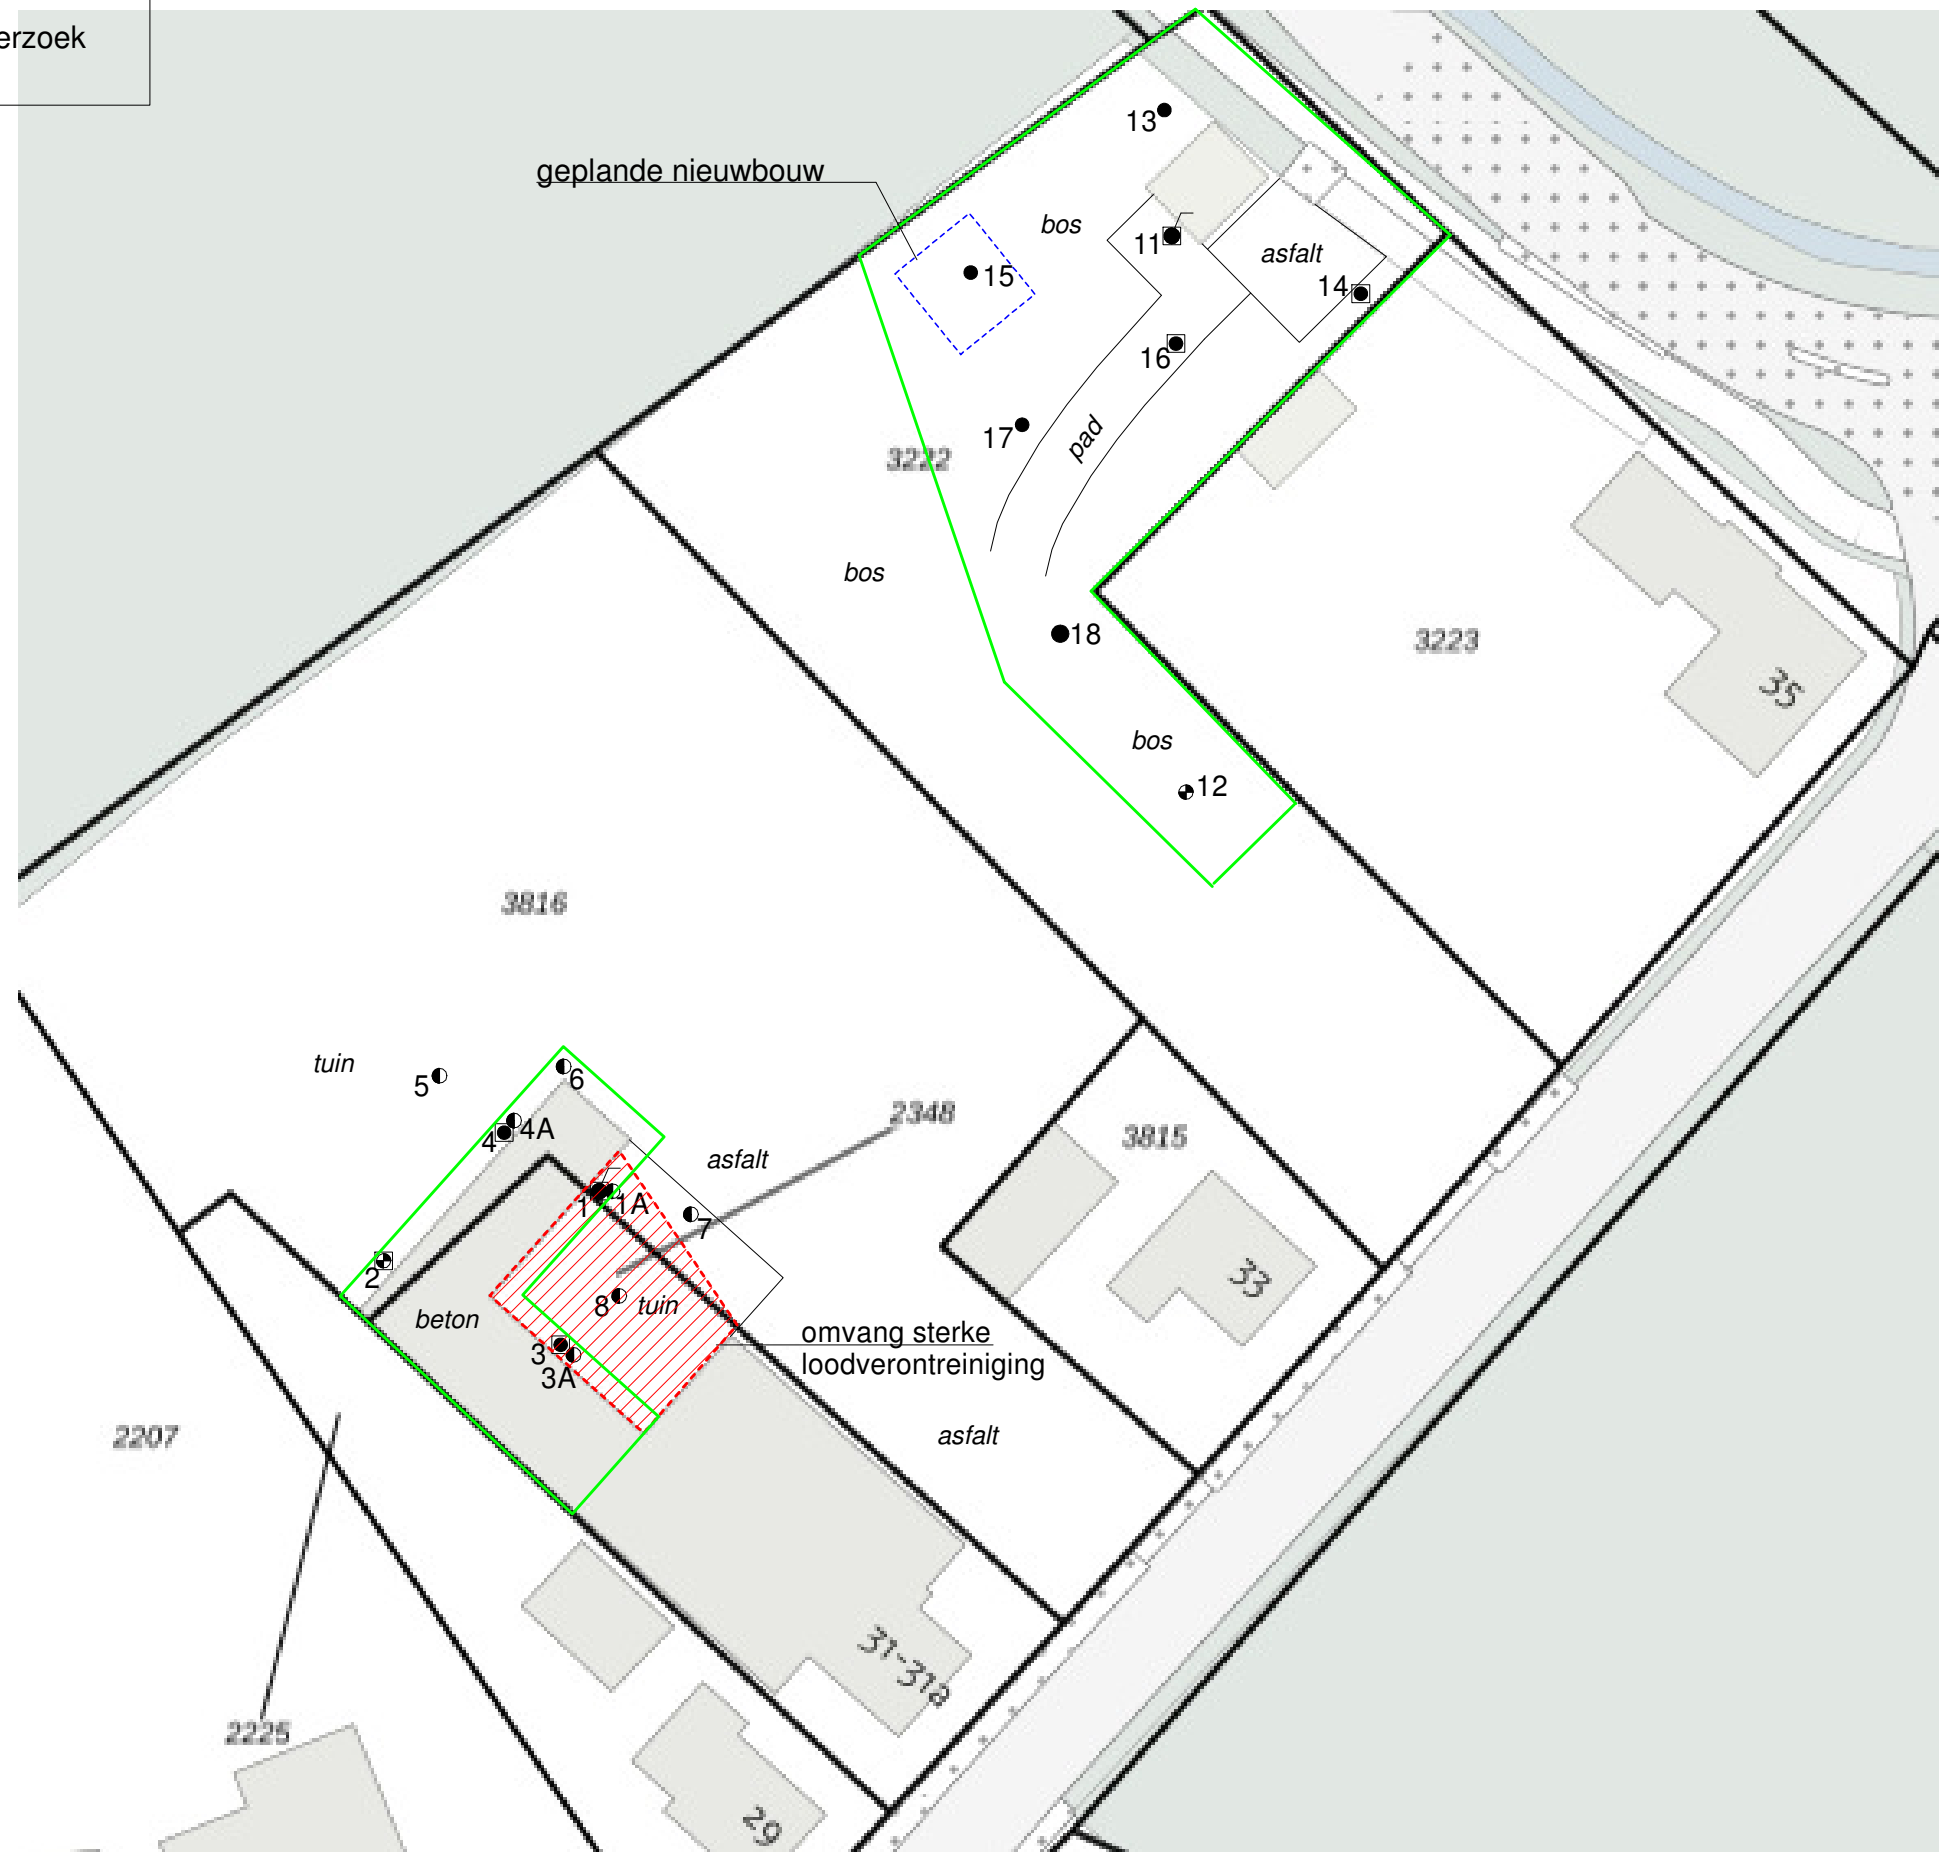 erzoek
13
geplande nieuwbouw
bos
11
asfalt
15
14
16
17
pad
3222
bos
18
3223
35
bos
12
3816
tuin
5
6
4
4A
2348
3815
asfalt
1
1A
7
2
33
8
tuin
beton
omvang sterke
loodverontreiniging
3
3A
2207
asfalt
31-31a
2225
29